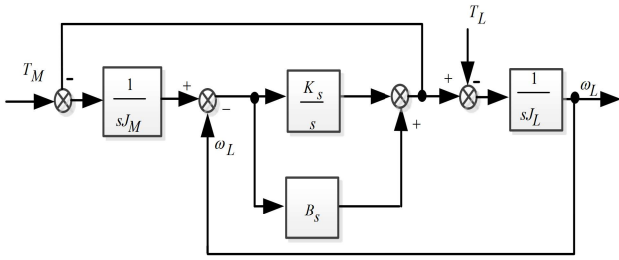 T_L
T_M
-
1
sJ_M
+
-
K_s
s
+
-
1
sJ_L
ω_L
ω_L
+
B_s